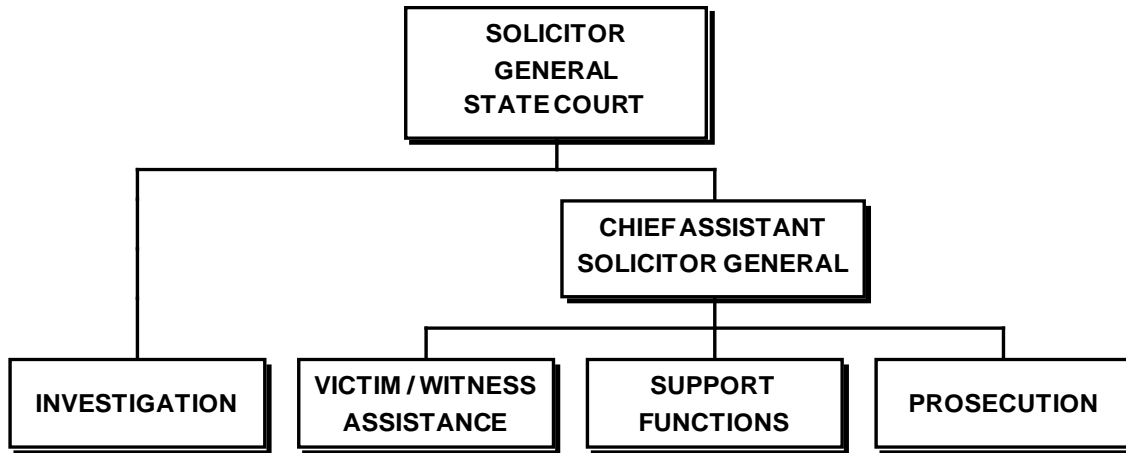 SOLICITOR
GENERAL
STATE COURT
CHIEF ASSISTANT
SOLICITOR GENERAL
INVESTIGATION
VICTIM / WITNESS
ASSISTANCE
SUPPORT
FUNCTIONS
PROSECUTION